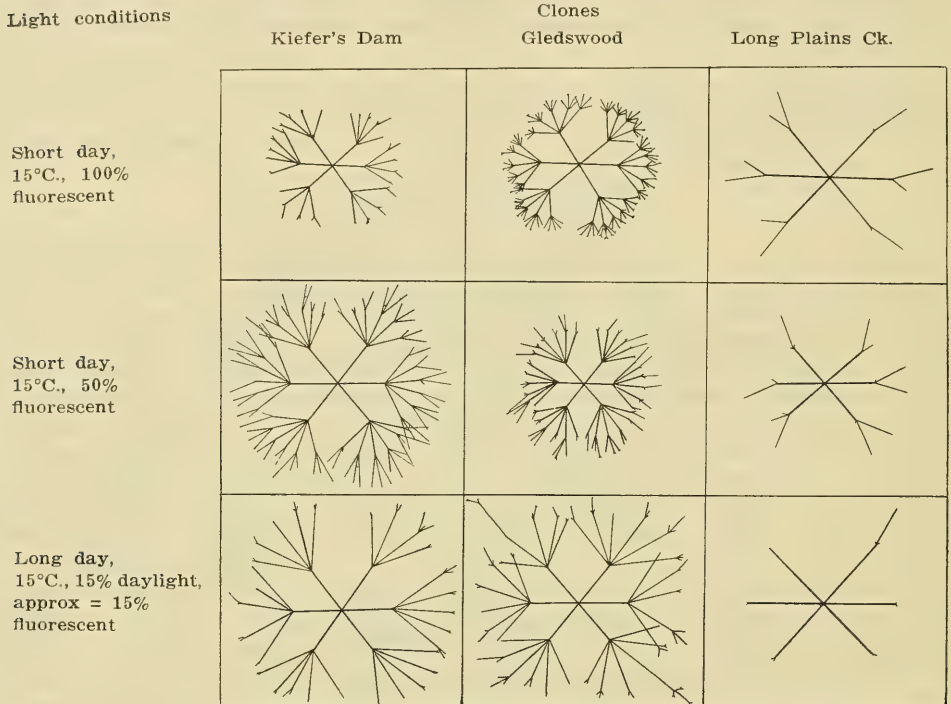 Light conditions
Clones
Kiefer's Dam
Gledswood
Long Plains Ck.
Short day,
15°C., 100%
fluorescent
Short day,
15°C., 50%
fluorescent
Long day,
15°C., 15% daylight,
approx = 15%
fluorescent